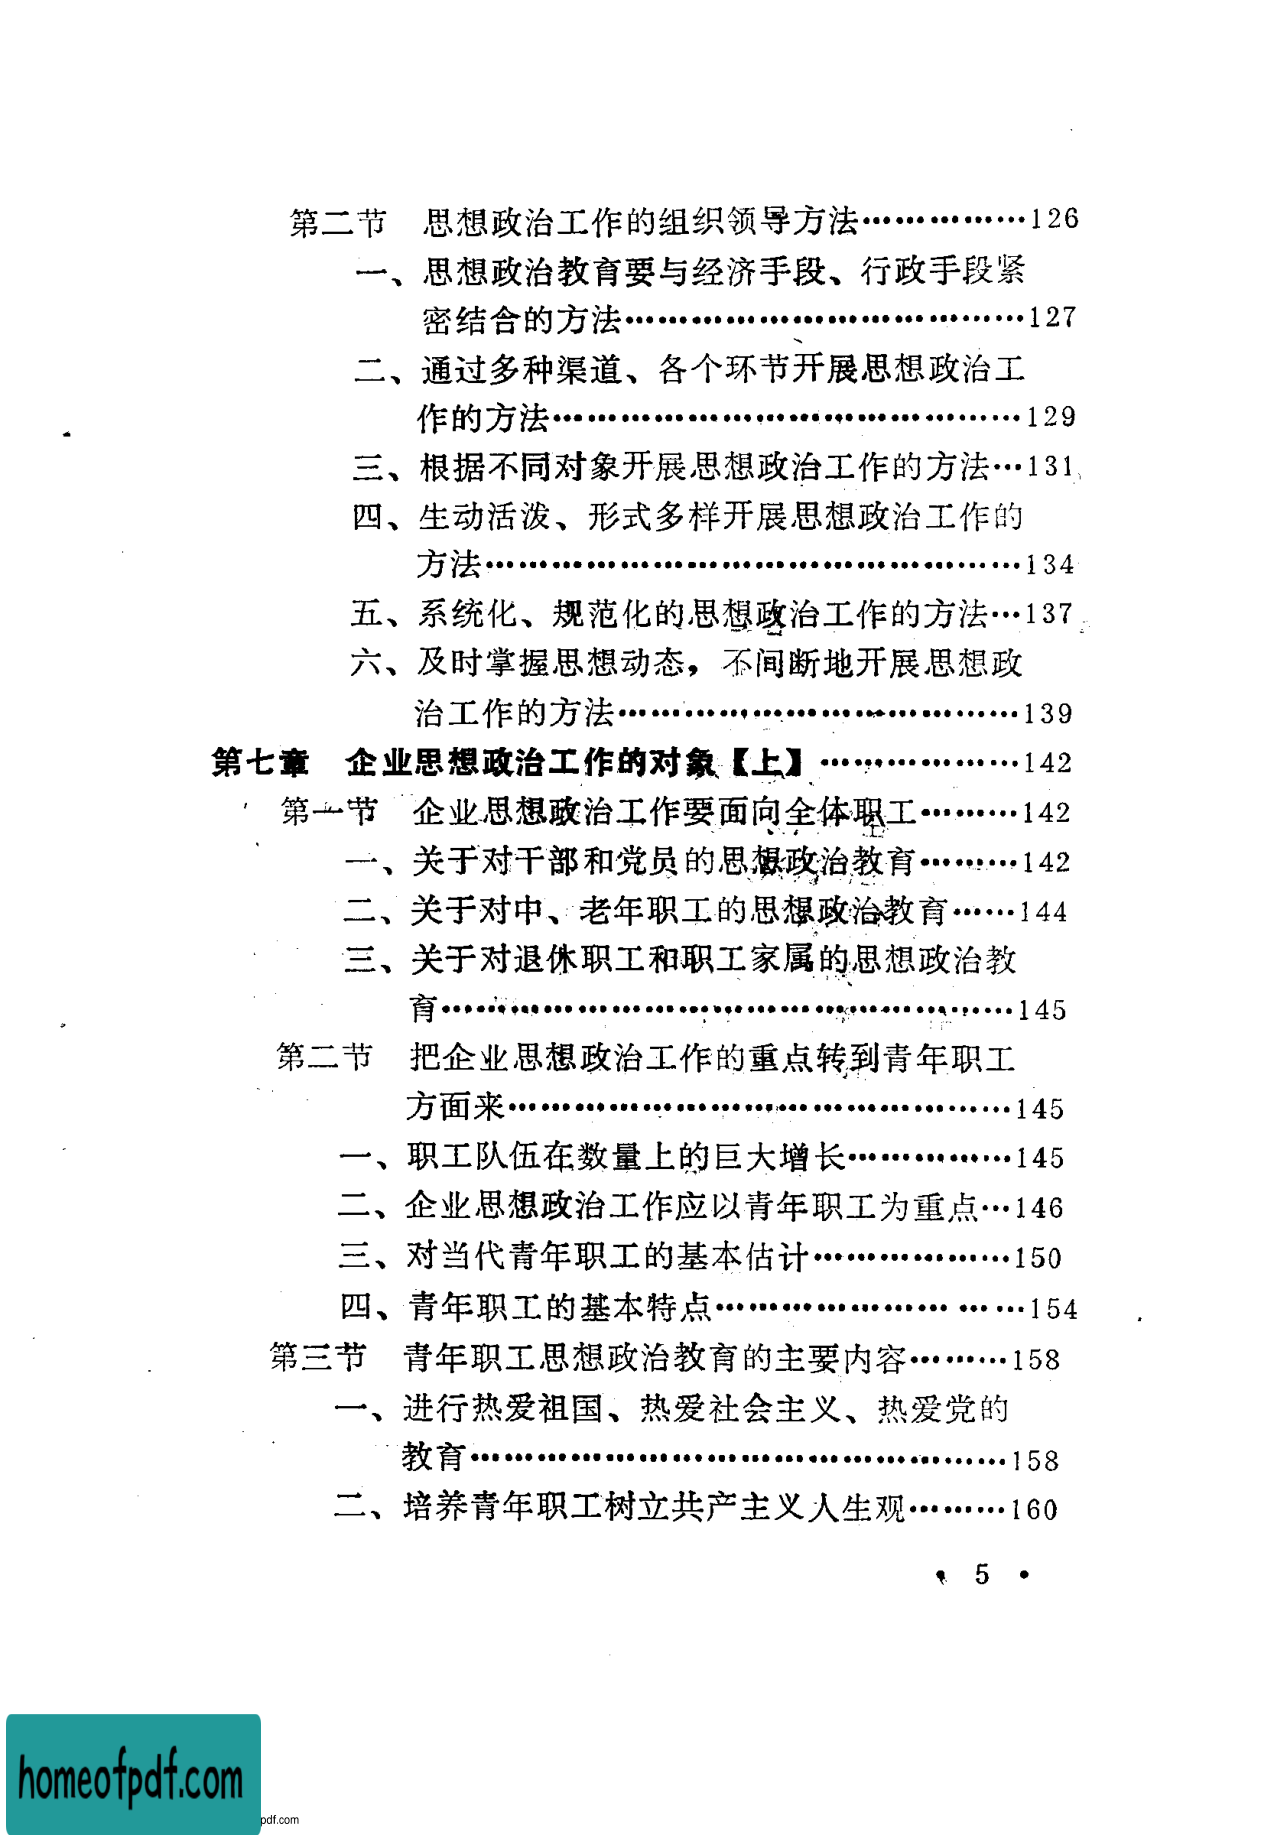 第二节　思想政治工作的组织领导方法……………126
一、思想政治教育要与经济手段、行政手段紧
密结合的方法…………………………………127
二、通过多种渠道、各个环节开展思想政治工
作的方法………………………………………129
三、根据不同对象开展思想政治工作的方法…131
四、生动活泼、形式多样开展思想政治工作的
方法……………………………………………134
五、系统化、规范化的思想政治工作的方法…137
六、及时掌握思想动态，不间断地开展思想政
治工作的方法…………………………………139
第七章　企业思想政治工作的对象【上】………………142
第一节　企业思想政治工作要面向全体职工………142
一、关于对干部和党员的思想政治教育………142
二、关于对中、老年职工的思想政治教育……144
三、关于对退休职工和职工家属的思想政治教
育………………………………………………145
第二节　把企业思想政治工作的重点转到青年职工
方面来…………………………………………145
一、职工队伍在数量上的巨大增长……………145
二、企业思想政治工作应以青年职工为重点…146
三、对当代青年职工的基本估计………………150
四、青年职工的基本特点…………………………154
第三节　青年职工思想政治教育的主要内容………158
一、进行热爱祖国、热爱社会主义、热爱党的
教育……………………………………………158
二、培养青年职工树立共产主义人生观………160
• 5 •
homeofpdf.com
pdf.com